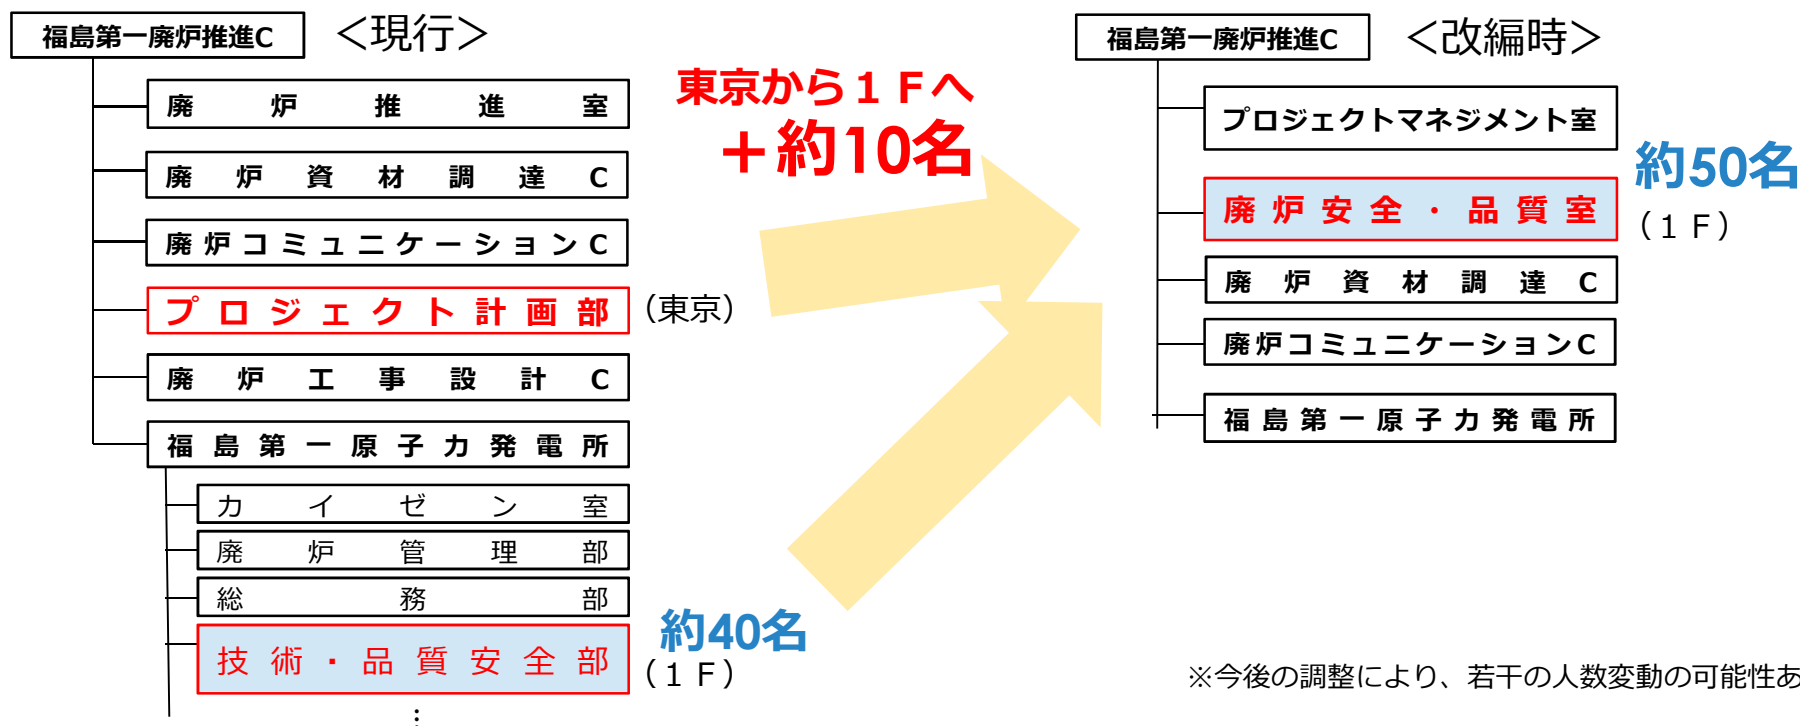 福島第一廃炉推進C
＜現行＞
廃炉推進室
廃炉資材調達C
廃炉コミュニケーションC
プロジェクト計画部
（東京）
廃炉工事設計C
福島第一原子力発電所
カイゼン室
廃炉管理部
総務部
技術・品質安全部
約40名
（１Ｆ）
⋮
東京から１Ｆへ
＋約10名
福島第一廃炉推進C
＜改編時＞
プロジェクトマネジメント室
廃炉安全・品質室
約50名
（１Ｆ）
廃炉資材調達C
廃炉コミュニケーションC
福島第一原子力発電所
※今後の調整により、若干の人数変動の可能性あ